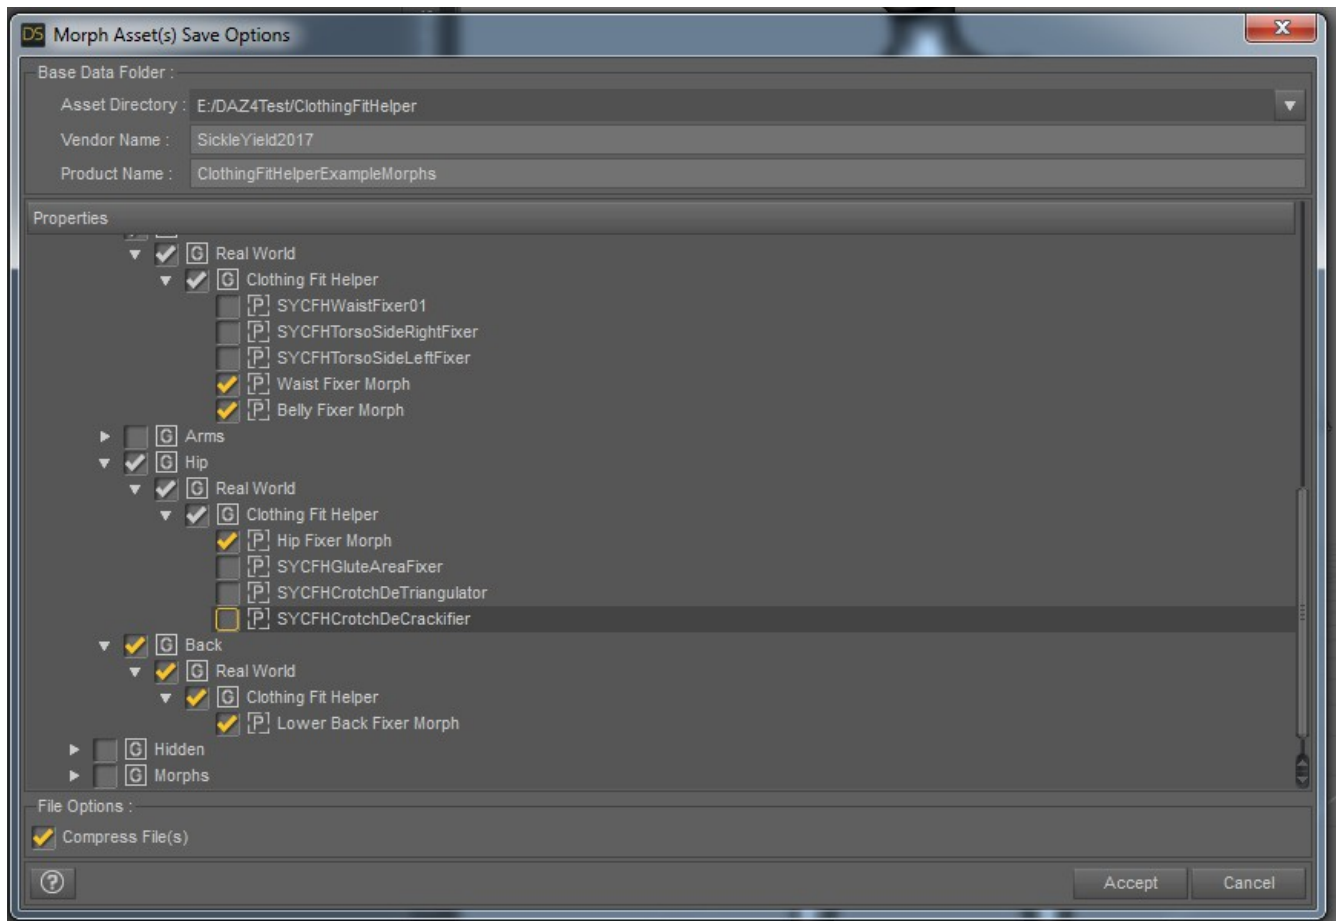 DS Morph Asset(s) Save Options
Base Data Folder :
Asset Directory : E:/DAZ4Test/ClothingFitHelper
Vendor Name : SickleYield2017
Product Name : ClothingFitHelperExampleMorphs
Properties
G Real World
G Clothing Fit Helper
P SYCFHWaistFixer01
P SYCFHTorsoSideRightFixer
P SYCFHTorsoSideLeftFixer
P Waist Fixer Morph
P Belly Fixer Morph
G Arms
G Hip
G Real World
G Clothing Fit Helper
P Hip Fixer Morph
P SYCFHGluteAreaFixer
P SYCFHCrotchDeTriangulator
P SYCFHCrotchDeCrackifier
G Back
G Real World
G Clothing Fit Helper
P Lower Back Fixer Morph
G Hidden
G Morphs
File Options :
Compress File(s)
? Accept Cancel